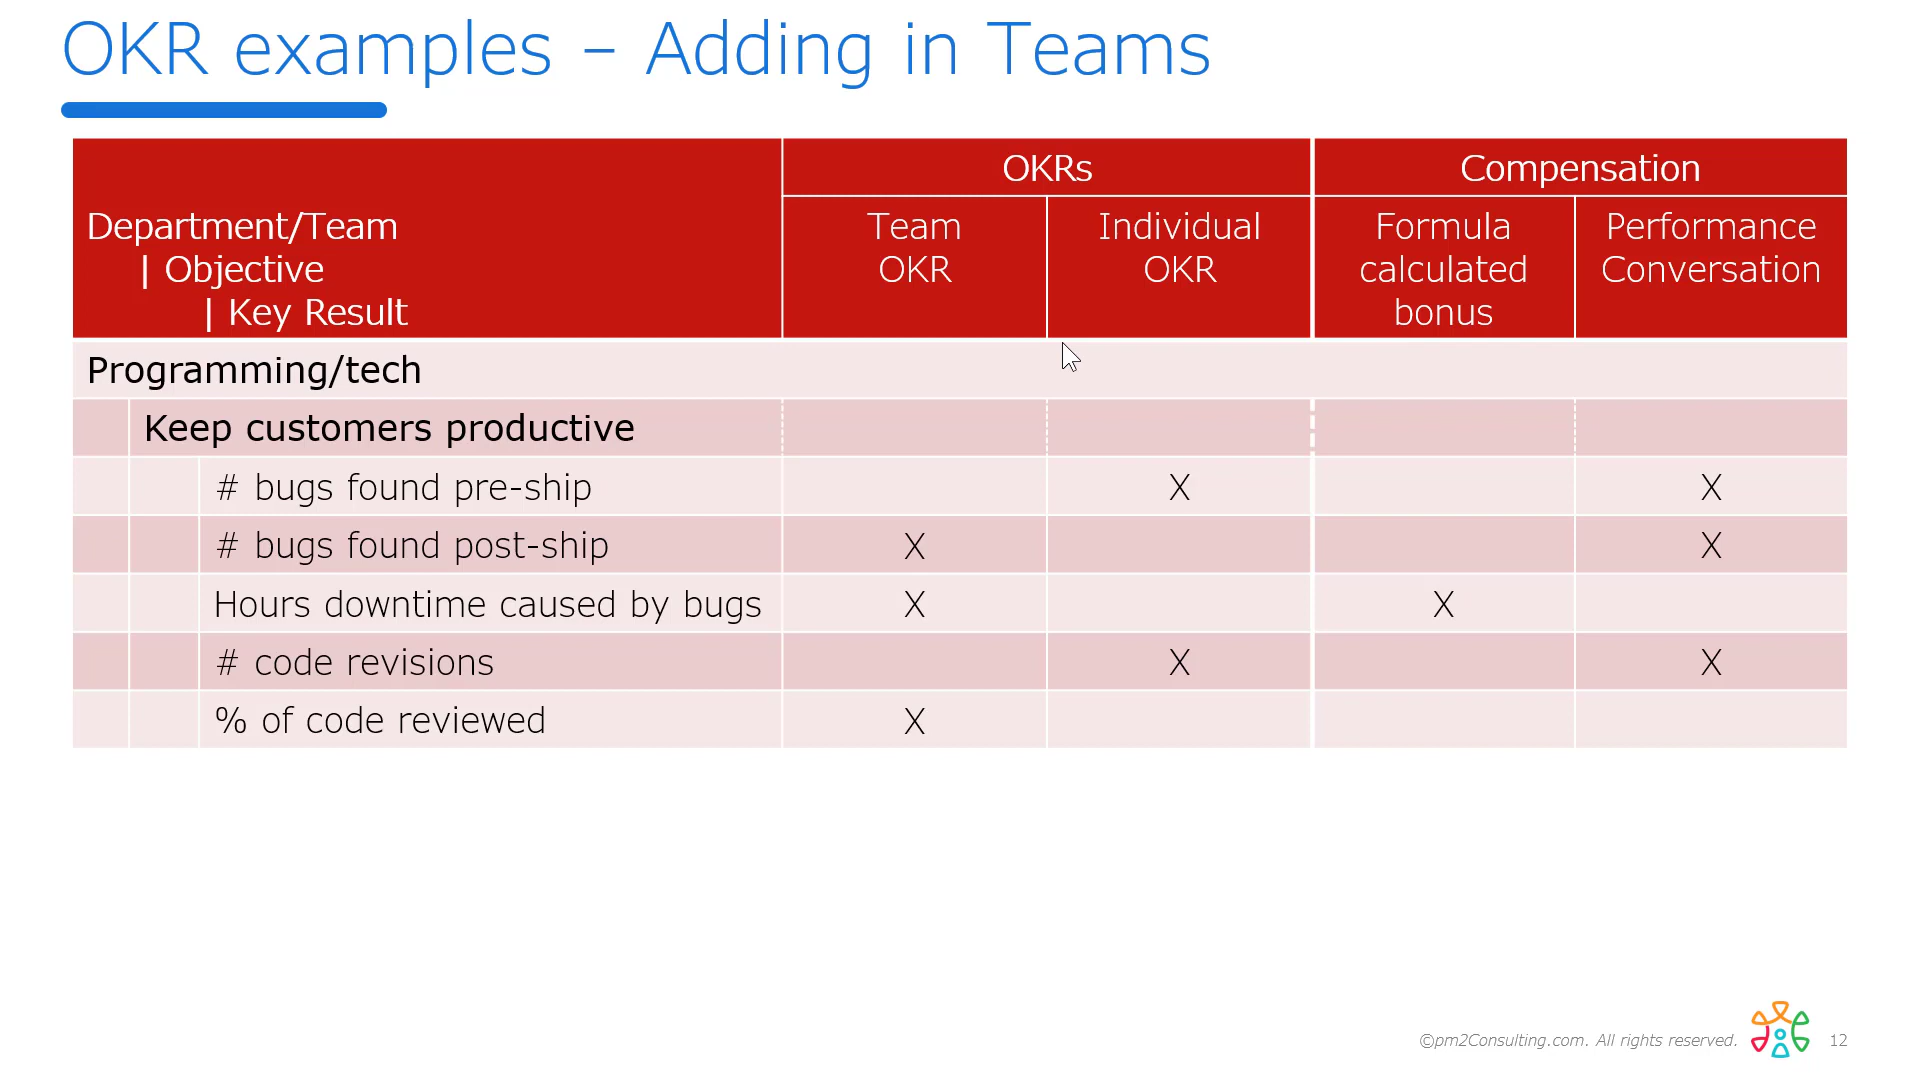 OKR examples – Adding in Teams
OKRs
Compensation
Department/Team
| Objective
| Key Result
Team
OKR
Individual
OKR
Formula
calculated
bonus
Performance
Conversation
Programming/tech
Keep customers productive
# bugs found pre-ship X X
# bugs found post-ship X X
Hours downtime caused by bugs X X
# code revisions X X
% of code reviewed X
©pm2Consulting.com. All rights reserved. 12